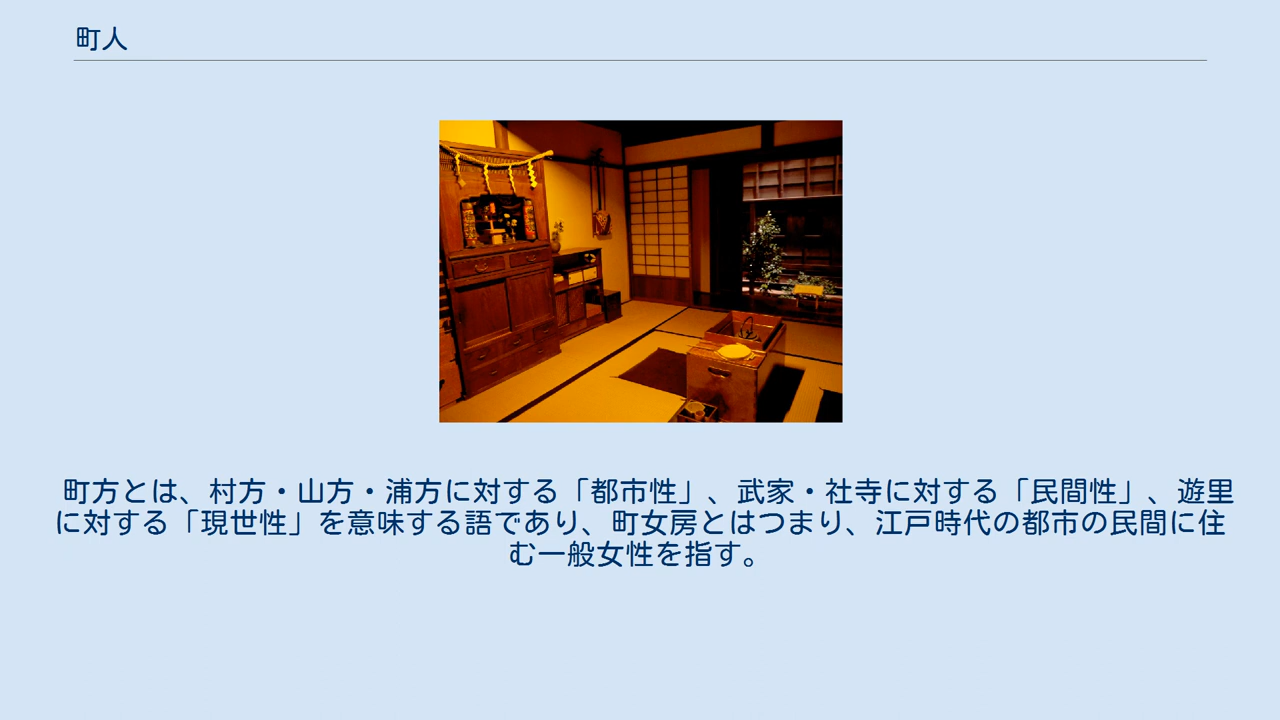 町人
町方とは、村方・山方・浦方に対する「都市性」、武家・社寺に対する「民間性」、遊里
に対する「現世性」を意味する語であり、町女房とはつまり、江戸時代の都市の民間に住
む一般女性を指す。